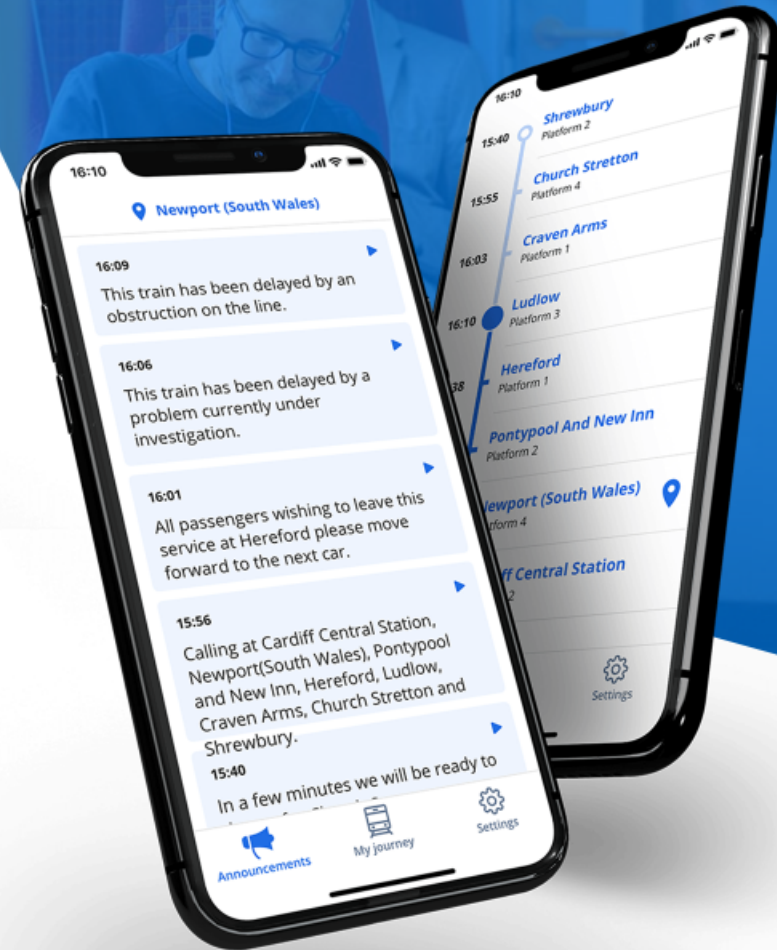 16:10
Newport (South Wales)
16:09
This train has been delayed by an
obstruction on the line.
16:06
This train has been delayed by a
problem currently under
investigation.
16:01
All passengers wishing to leave this
service at Hereford please move
forward to the next car.
15:56
Calling at Cardiff Central Station,
Newport(South Wales), Pontypool
and New Inn, Hereford, Ludlow,
Craven Arms, Church Stretton and
Shrewbury.
15:40
In a few minutes we will be ready to
Announcements
My journey
Settings
16:10
15:40
Shrewbury
Platform 2
15:55
Church Stretton
Platform 4
16:03
Craven Arms
Platform 1
16:10
Ludlow
Platform 3
38
Hereford
Platform 1
Pontypool And New Inn
Platform 2
ewport (South Wales)
tform 4
ff Central Station
2
Settings